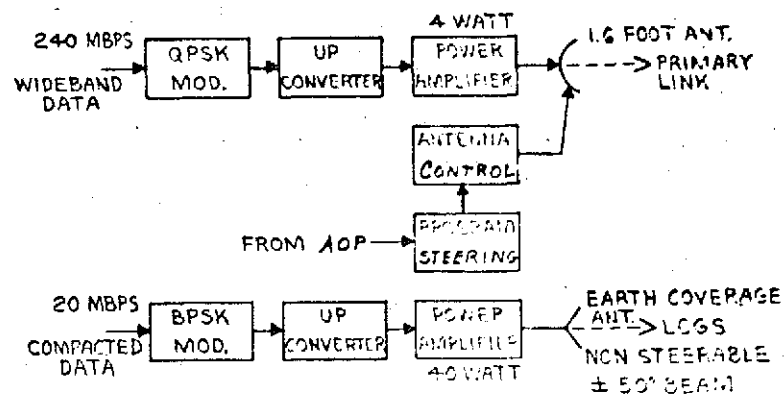 4 WATT
240 MBPS
WIDEBAND DATA
QPSK MOD.
UP CONVERTER
POWER AMPLIFIER
1.6 FOOT ANT.
PRIMARY LINK
ANTENNA CONTROL
FROM AOP
PROGRAM STEERING
20 MBPS
COMPACTED DATA
BPSK MOD.
UP CONVERTER
POWER AMPLIFIER
40 WATT
EARTH COVERAGE
ANT.
LCGS
NON STEERABLE
± 50° BEAM